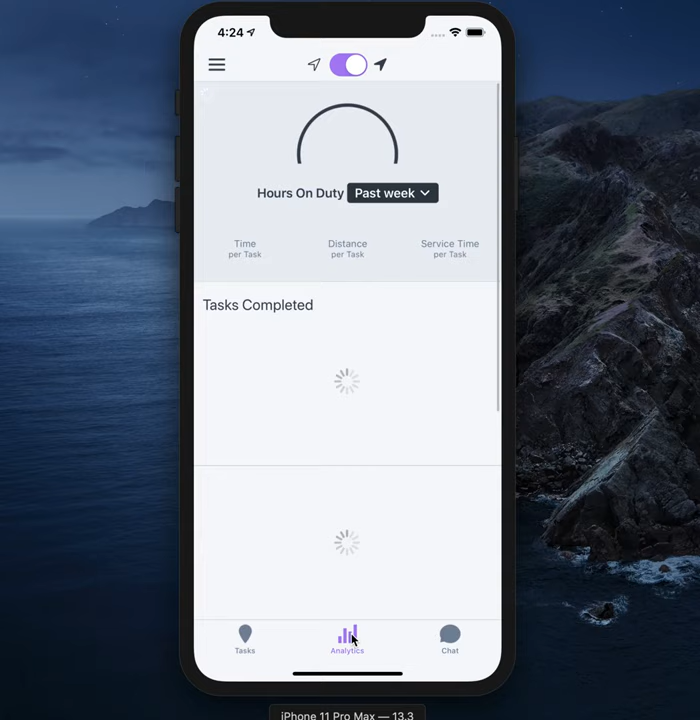 4:24
Hours On Duty Past week
Time Distance Service Time
per Task per Task per Task
Tasks Completed
Tasks Analytics Chat
iPhone 11 Pro Max — 13.3